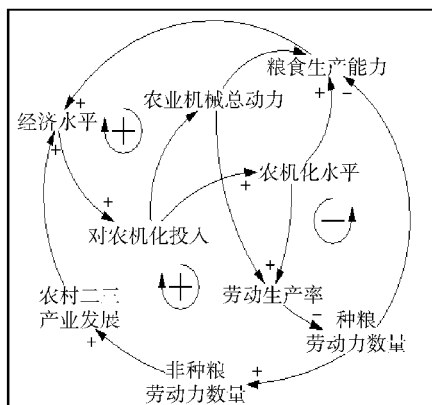 粮食生产能力
+
−
农业机械总动力
+
经济水平
+
+
农机化水平
+
+
对农机化投入
−
+
+
农村二三
产业发展
劳动生产率
−
种粮
劳动力数量
+
+
非种粮
劳动力数量